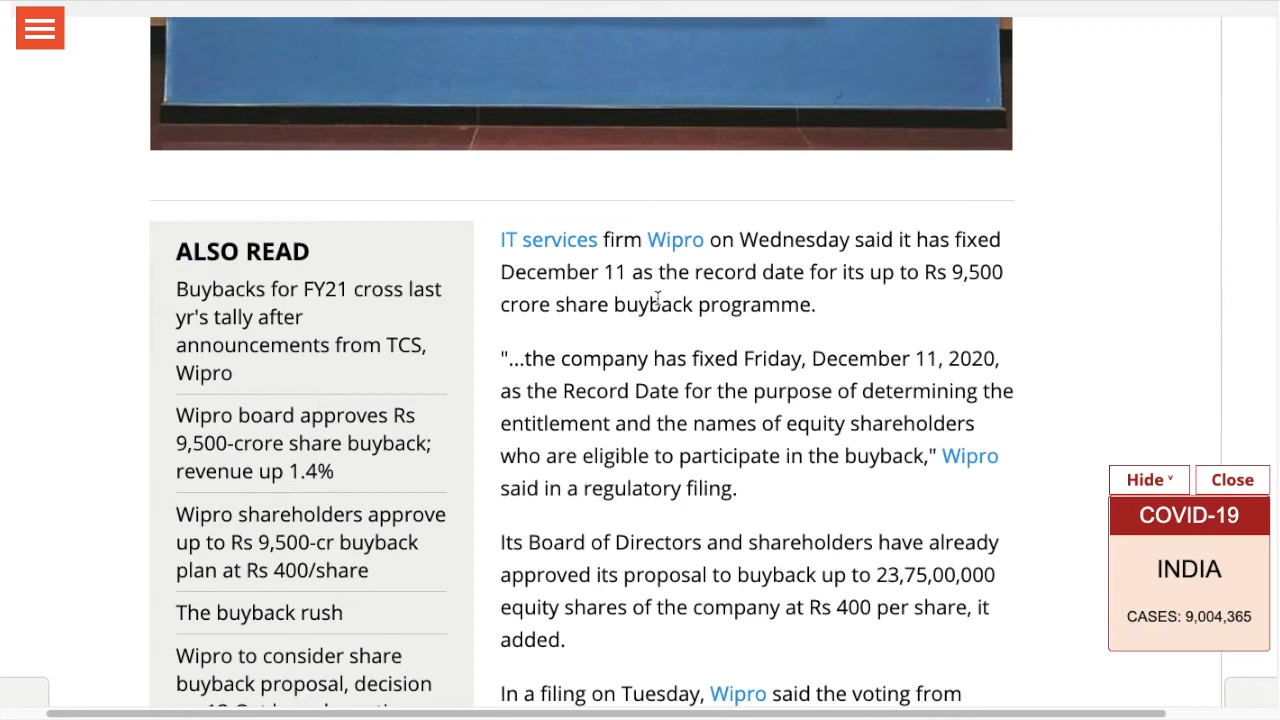 ALSO READ
Buybacks for FY21 cross last
yr's tally after
announcements from TCS,
Wipro
Wipro board approves Rs
9,500-crore share buyback;
revenue up 1.4%
Wipro shareholders approve
up to Rs 9,500-cr buyback
plan at Rs 400/share
The buyback rush
Wipro to consider share
buyback proposal, decision
IT services firm Wipro on Wednesday said it has fixed
December 11 as the record date for its up to Rs 9,500
crore share buyback programme.
"...the company has fixed Friday, December 11, 2020,
as the Record Date for the purpose of determining the
entitlement and the names of equity shareholders
who are eligible to participate in the buyback," Wipro
said in a regulatory filing.
Its Board of Directors and shareholders have already
approved its proposal to buyback up to 23,75,00,000
equity shares of the company at Rs 400 per share, it
added.
In a filing on Tuesday, Wipro said the voting from
Hide ˅ Close
COVID-19
INDIA
CASES: 9,004,365